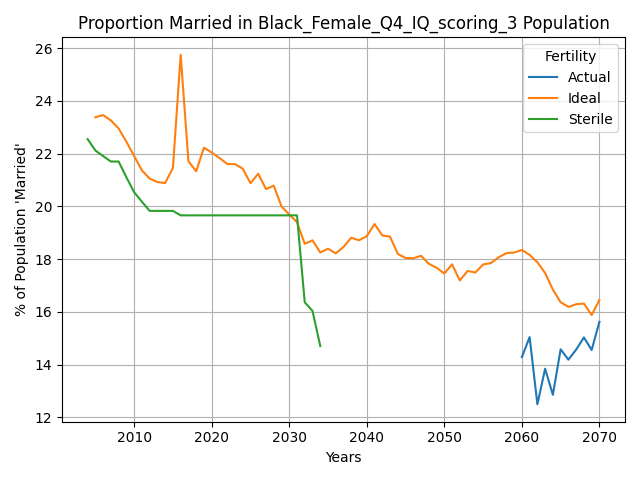 Proportion Married in Black_Female_Q4_IQ_scoring_3 Population
% of Population 'Married'
26
24
22
20
18
16
14
12
Fertility
Actual
Ideal
Sterile
2010 2020 2030 2040 2050 2060 2070
Years